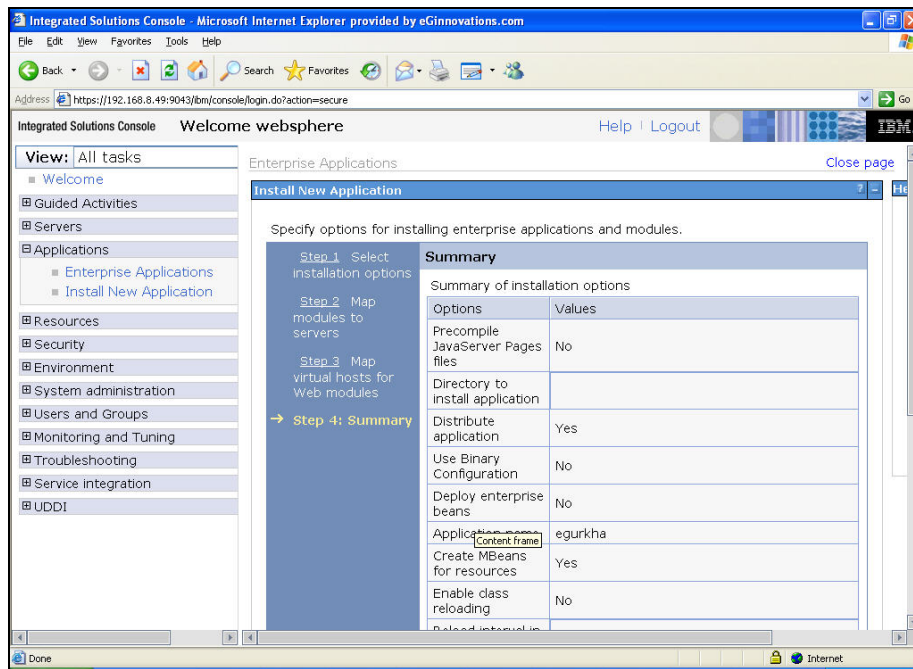 Integrated Solutions Console - Microsoft Internet Explorer provided by eGinnovations.com
File Edit View Favorites Tools Help
Back Search Favorites
Address https://192.168.8.49:9043/ibm/console/login.do?action=secure Go
Integrated Solutions Console Welcome websphere Help | Logout IBM.
View: All tasks
Welcome
Guided Activities
Servers
Applications
Enterprise Applications
Install New Application
Resources
Security
Environment
System administration
Users and Groups
Monitoring and Tuning
Troubleshooting
Service integration
UDDI
Enterprise Applications Close page
Install New Application ? - He
Specify options for installing enterprise applications and modules.
Step 1 Select
installation options
Step 2 Map
modules to
servers
Step 3 Map
virtual hosts for
Web modules
Step 4: Summary
Summary
Summary of installation options
Options Values
Precompile
JavaServer Pages No
files
Directory to
install application
Distribute
application Yes
Use Binary
Configuration No
Deploy enterprise
beans No
Application name egurkha
Content frame
Create MBeans
for resources Yes
Enable class
reloading No
Reload interval in
Done Internet